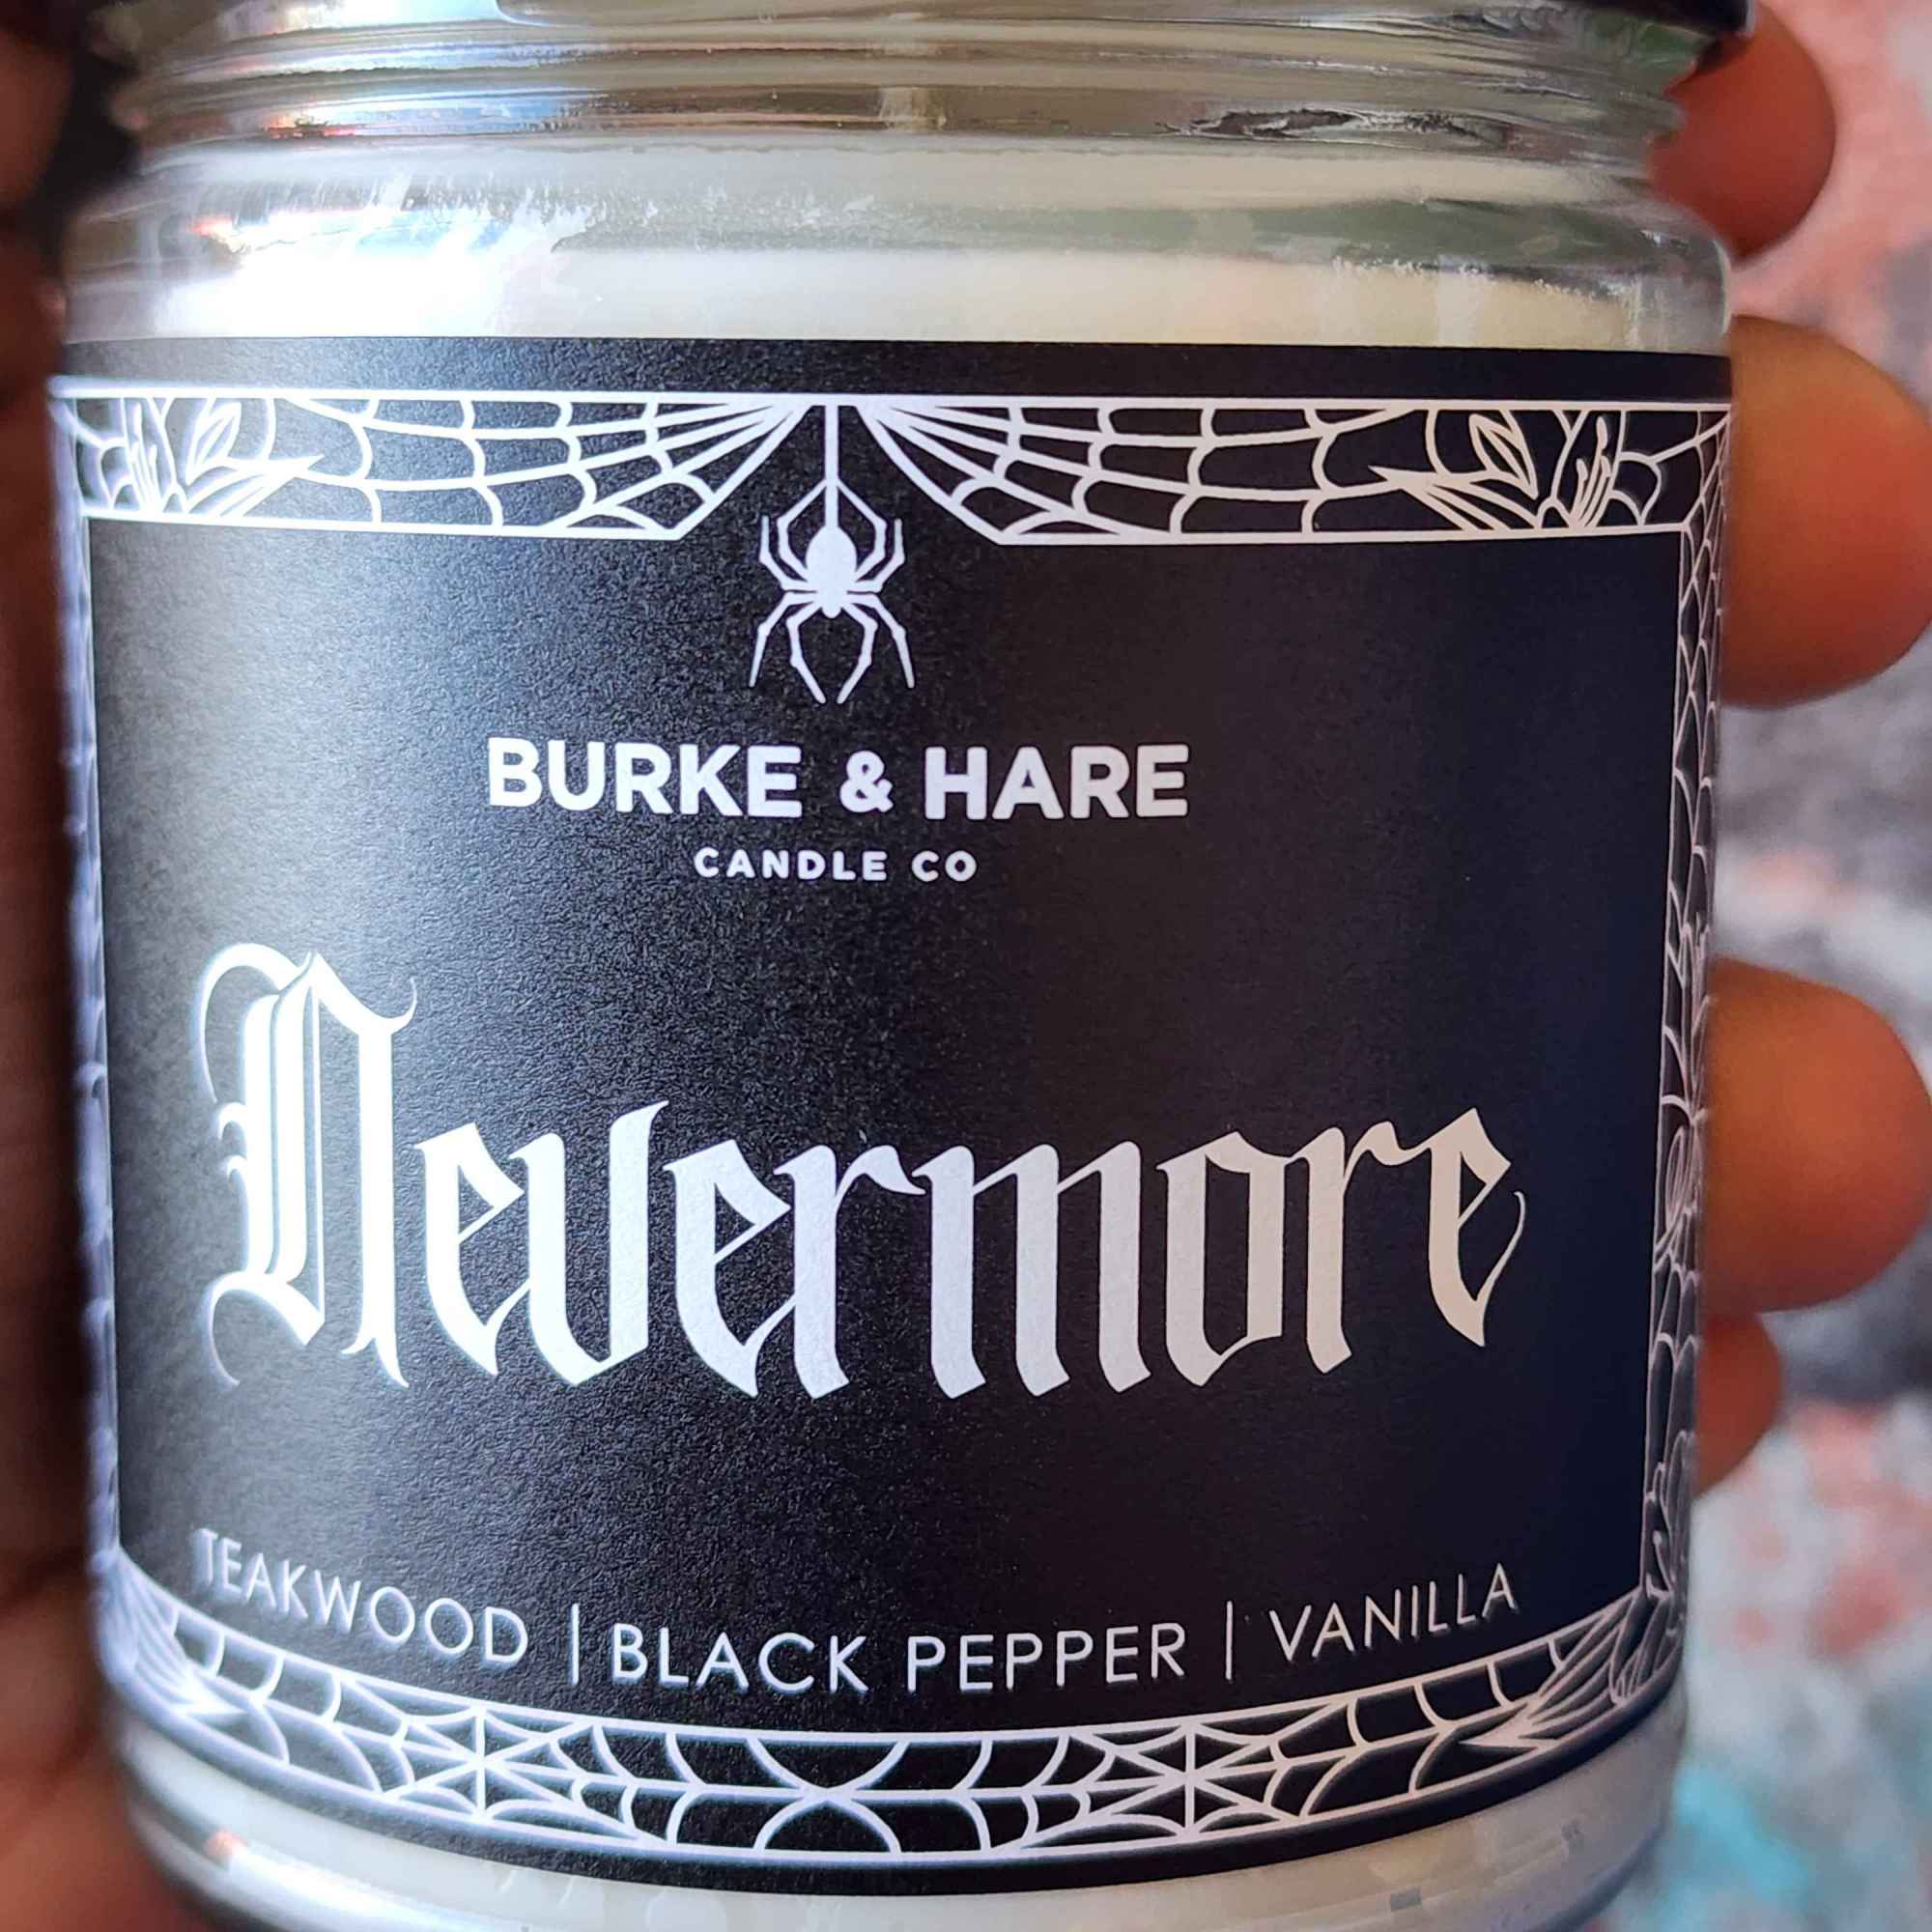 BURKE & HARE
CANDLE CO
Nevermore
TEAKWOOD | BLACK PEPPER | VANILLA